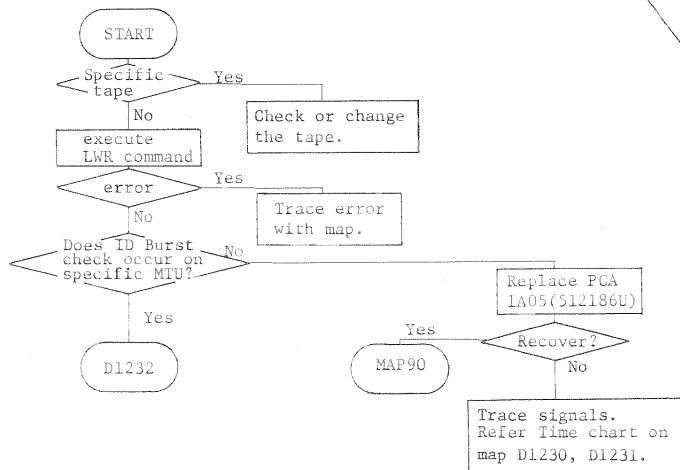 START
Specific
tape
Yes
Check or change
the tape.
No
execute
LWR command
error
Yes
Trace error
with map.
No
Does ID Burst
check occur on
specific MTU?
No
Replace PCA
1A05(512186U)
Yes
D1232
Yes
Recover?
MAP90
No
Trace signals.
Refer Time chart on
map D1230, D1231.